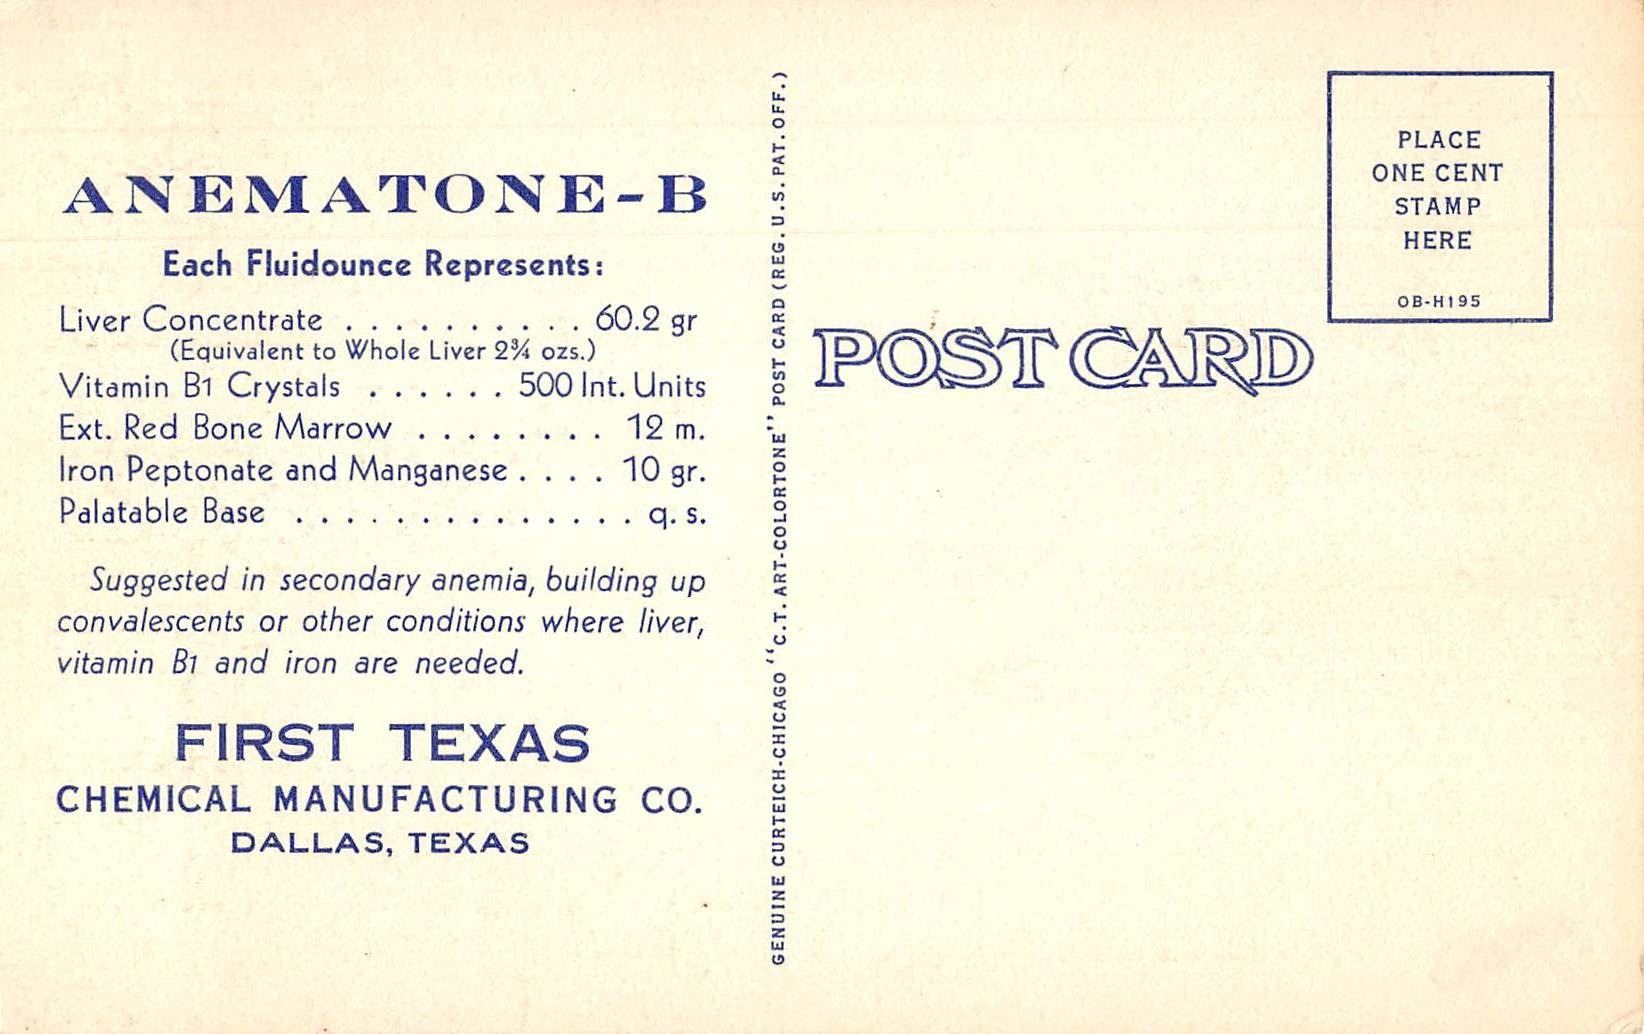 ANEMATONE-B
Each Fluidounce Represents:
Liver Concentrate . . . . . . . . . . 60.2 gr
(Equivalent to Whole Liver 2¾ ozs.)
Vitamin B1 Crystals . . . . . . 500 Int. Units
Ext. Red Bone Marrow . . . . . . . . 12 m.
Iron Peptonate and Manganese . . . . 10 gr.
Palatable Base . . . . . . . . . . . . . . . q. s.
Suggested in secondary anemia, building up
convalescents or other conditions where liver,
vitamin B1 and iron are needed.
FIRST TEXAS
CHEMICAL MANUFACTURING CO.
DALLAS, TEXAS
GENUINE CURTEICH-CHICAGO "C.T. ART-COLORTONE" POST CARD (REG. U.S. PAT. OFF.)
POST CARD
PLACE
ONE CENT
STAMP
HERE
OB-H195